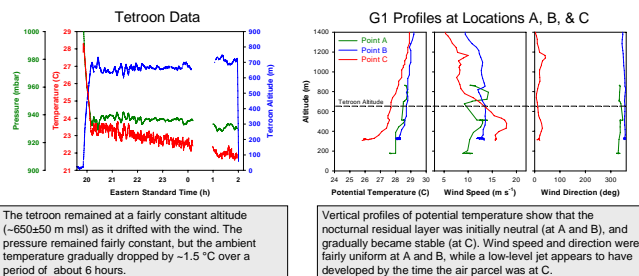 Tetroon Data
G1 Profiles at Locations A, B, & C
Pressure (mbar)
1000
980
960
940
920
900
Temperature (C)
29
28
27
26
25
24
23
22
21
900
800
700
600
500
400
300
200
100
0
Tetroon Altitude (m)
20 21 22 23 0 1 2
Eastern Standard Time (h)
Altitude (m)
1400
1200
1000
800
600
400
200
0
Point A
Point B
Point C
Tetroon Altitude
24 25 26 27 28 29 30
Potential Temperature (C)
5 10 15 20
Wind Speed (m s-1)
0 100 200 300
Wind Direction (deg)
The tetroon remained at a fairly constant altitude
(~650±50 m msl) as it drifted with the wind. The
pressure remained fairly constant, but the ambient
temperature gradually dropped by ~1.5 °C over a
period of about 6 hours.
Vertical profiles of potential temperature show that the
nocturnal residual layer was initially neutral (at A and B), and
gradually became stable (at C). Wind speed and direction were
fairly uniform at A and B, while a low-level jet appears to have
developed by the time the air parcel was at C.